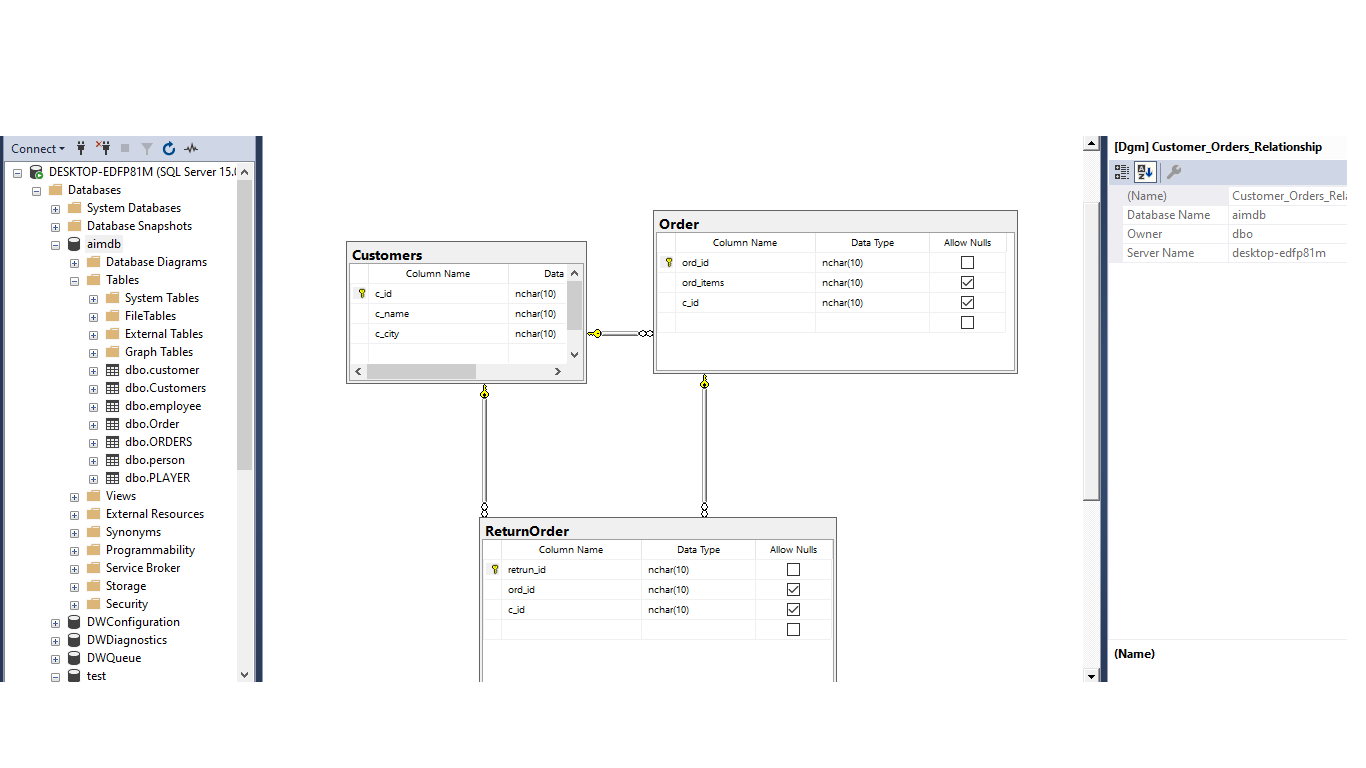 Connect
DESKTOP-EDFP81M (SQL Server 15.0
Databases
System Databases
Database Snapshots
aimdb
Database Diagrams
Tables
System Tables
FileTables
External Tables
Graph Tables
dbo.customer
dbo.Customers
dbo.employee
dbo.Order
dbo.ORDERS
dbo.person
dbo.PLAYER
Views
External Resources
Synonyms
Programmability
Service Broker
Storage
Security
DWConfiguration
DWDiagnostics
DWQueue
test
Customers
Column Name Data
c_id nchar(10)
c_name nchar(10)
c_city nchar(10)
Order
Column Name Data Type Allow Nulls
ord_id nchar(10)
ord_items nchar(10)
c_id nchar(10)
ReturnOrder
Column Name Data Type Allow Nulls
retrun_id nchar(10)
ord_id nchar(10)
c_id nchar(10)
[Dgm] Customer_Orders_Relationship
(Name) Customer_Orders_Rela
Database Name aimdb
Owner dbo
Server Name desktop-edfp81m
(Name)